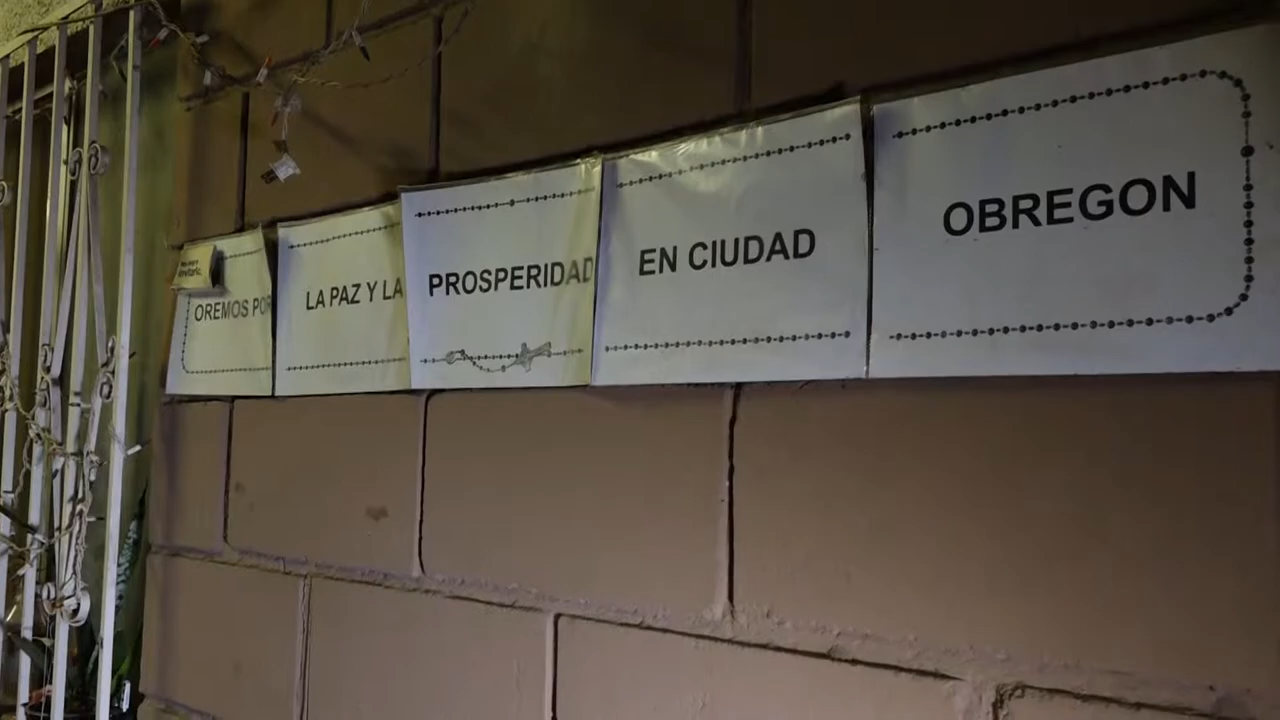 OREMOS POR
LA PAZ Y LA
PROSPERIDAD
EN CIUDAD
OBREGON